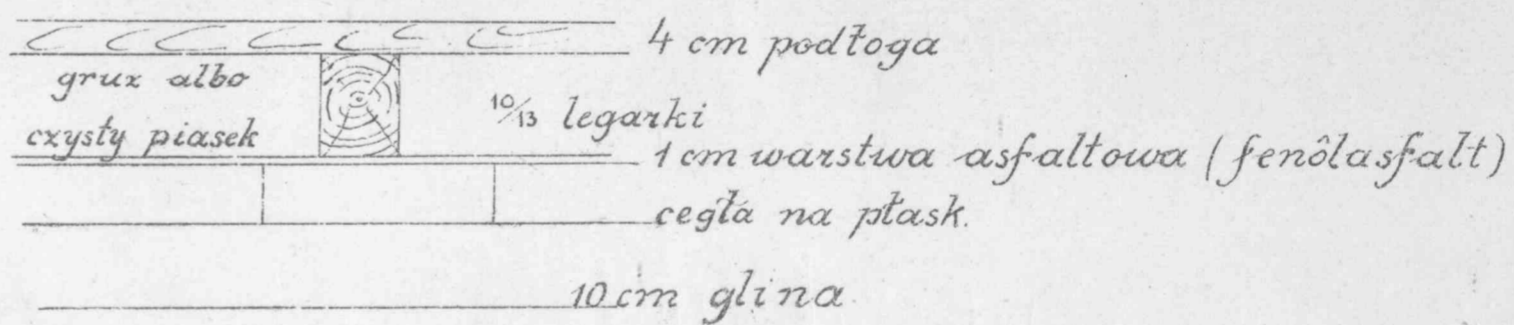 4 cm podłoga
gruz albo
czysty piasek
10/13 legarki
1 cm warstwa asfaltowa (fenôlasfalt)
cegła na płask.
10 cm glina